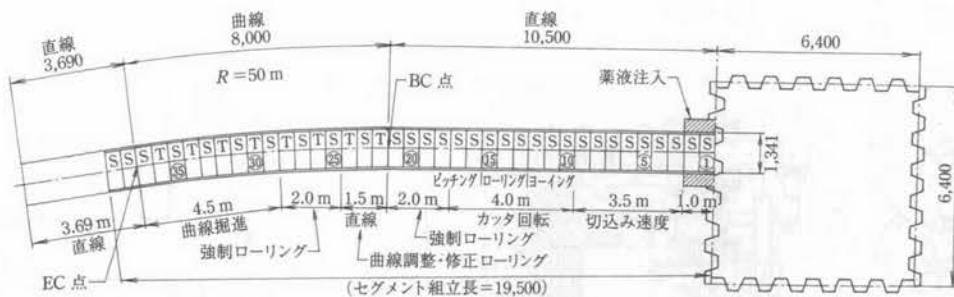 曲線
8,000
直線
10,500
直線
3,690
6,400
R=50 m
BC 点
薬液注入
S S S T S T S T S T S T S T S T S T S S S S S S S S S S S S S S S S S S S S S
㉟ ㉚ ㉕ ⑳ ⑮ ⑩ ⑤ ①
1,341
6,400
ピッチング ローリング ヨーイング
3.69 m 4.5 m 2.0 m 1.5 m 2.0 m 4.0 m 3.5 m 1.0 m
直線 曲線掘進 直線 カッタ回転 切込み速度
強制ローリング 強制ローリング
EC 点
曲線調整・修正ローリング
(セグメント組立長=19,500)